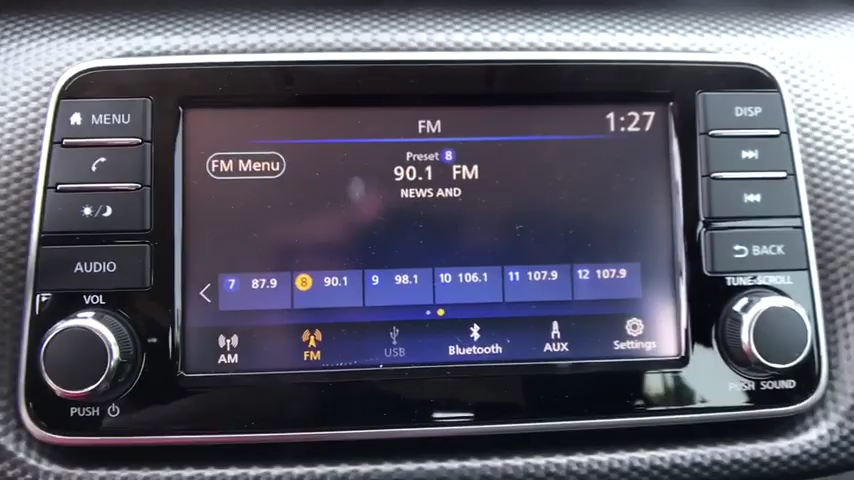 MENU
AUDIO
VOL
PUSH
FM
1:27
FM Menu
Preset 8
90.1 FM
NEWS AND
7 87.9
8 90.1
9 98.1
10 106.1
11 107.9
12 107.9
AM
FM
USB
Bluetooth
AUX
Settings
DISP
BACK
TUNE·SCROLL
PUSH SOUND